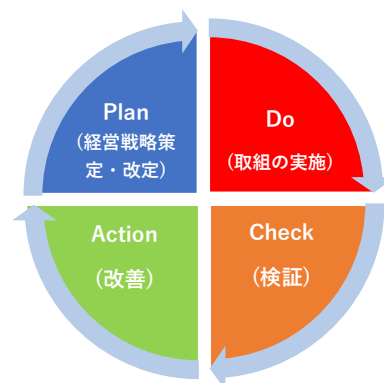 Plan
(経営戦略策
定・改定)
Do
(取組の実施)
Action
(改善)
Check
(検証)